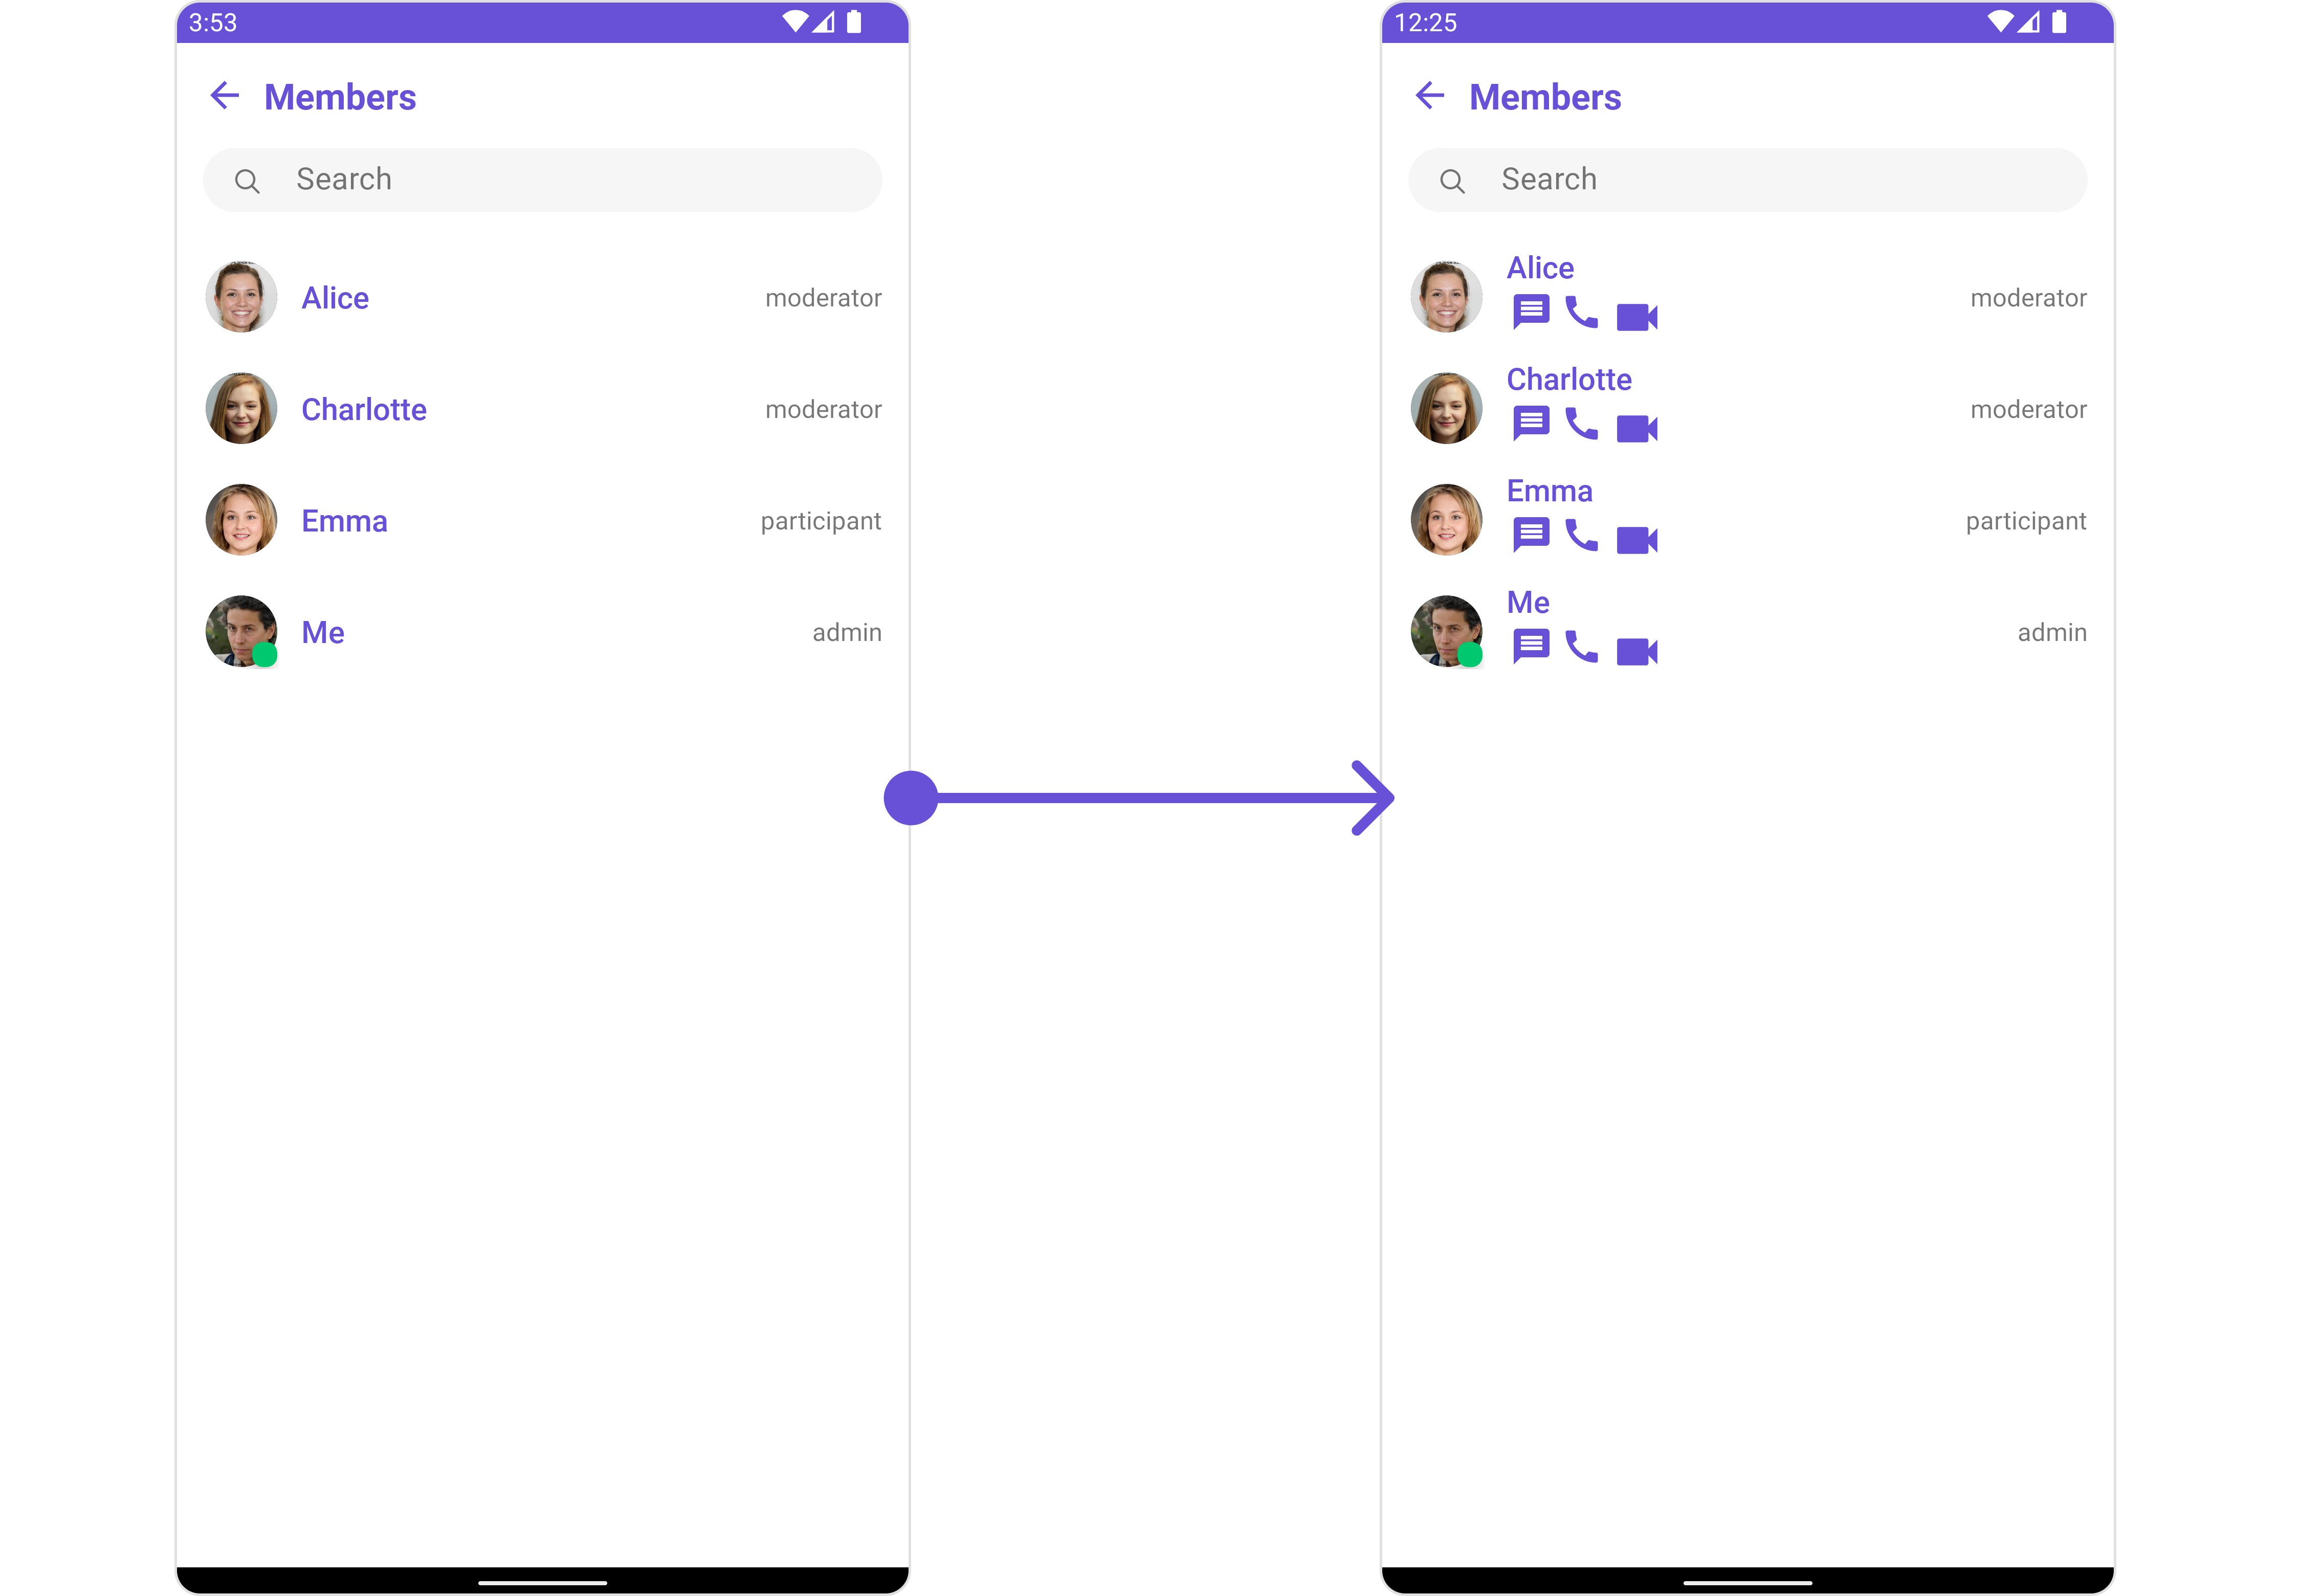 3:53
Members
Search
Alice
moderator
Charlotte
moderator
Emma
participant
Me
admin
12:25
Members
Search
Alice
moderator
Charlotte
moderator
Emma
participant
Me
admin